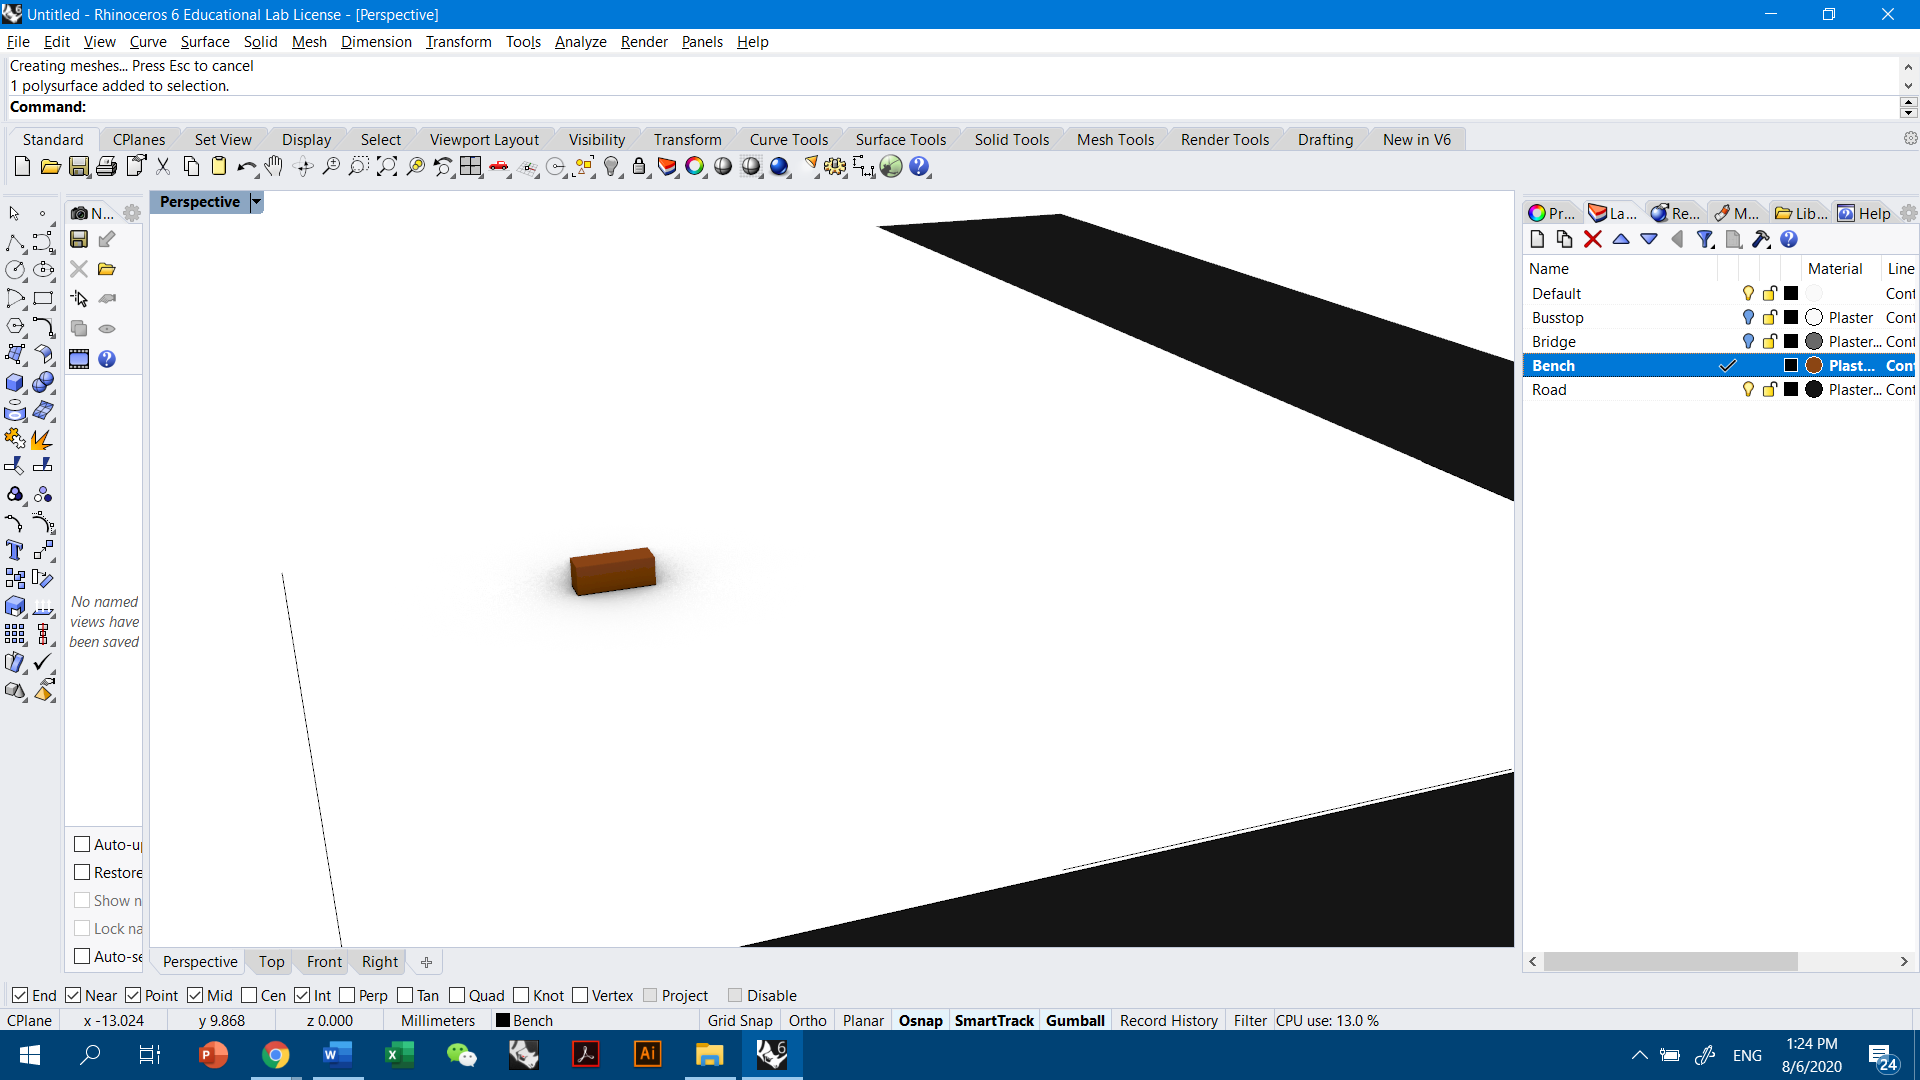 Untitled - Rhinoceros 6 Educational Lab License - [Perspective]
File Edit View Curve Surface Solid Mesh Dimension Transform Tools Analyze Render Panels Help
Creating meshes... Press Esc to cancel
1 polysurface added to selection.
Command:
Standard CPlanes Set View Display Select Viewport Layout Visibility Transform Curve Tools Surface Tools Solid Tools Mesh Tools Render Tools Drafting New in V6
Perspective
N...
Pr... La... Re... M... Lib... Help
Name Material Line
Default Cont
Busstop Plaster Cont
Bridge Plaster... Cont
Bench Plast... Cont
Road Plaster... Cont
No named
views have
been saved
Auto-u
Restore
Show n
Lock na
Auto-se
Perspective Top Front Right
End Near Point Mid Cen Int Perp Tan Quad Knot Vertex Project Disable
CPlane x -13.024 y 9.868 z 0.000 Millimeters Bench Grid Snap Ortho Planar Osnap SmartTrack Gumball Record History Filter CPU use: 13.0 %
ENG
1:24 PM
8/6/2020
24